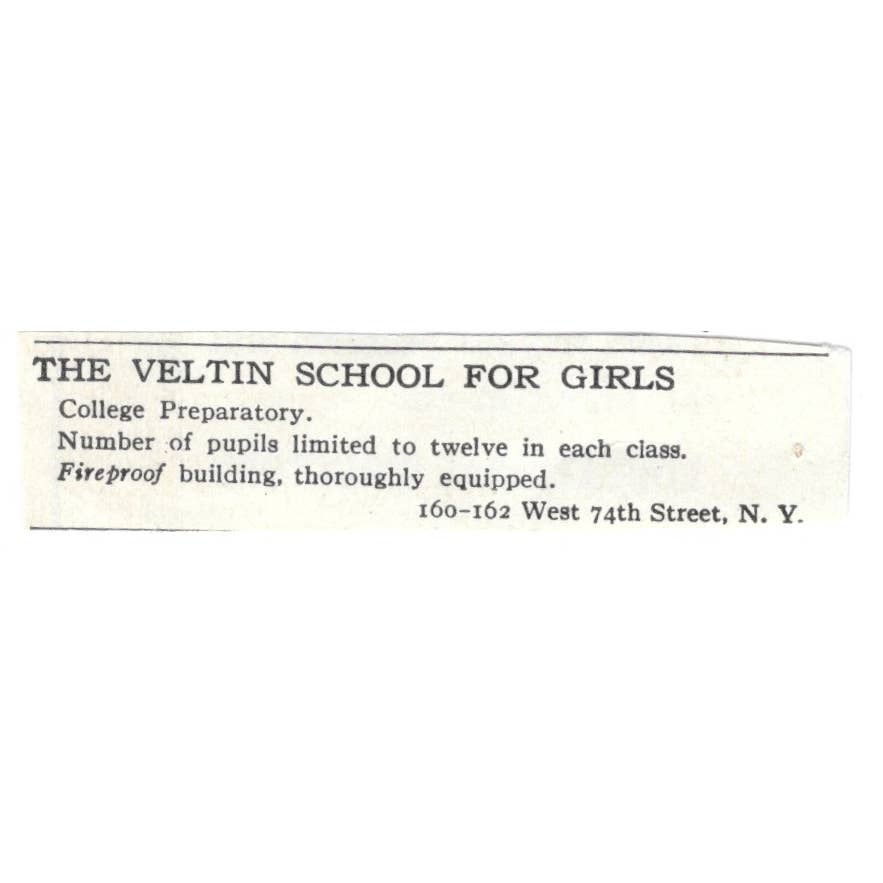 THE VELTIN SCHOOL FOR GIRLS
College Preparatory.
Number of pupils limited to twelve in each class.
Fireproof building, thoroughly equipped.
160-162 West 74th Street, N. Y.